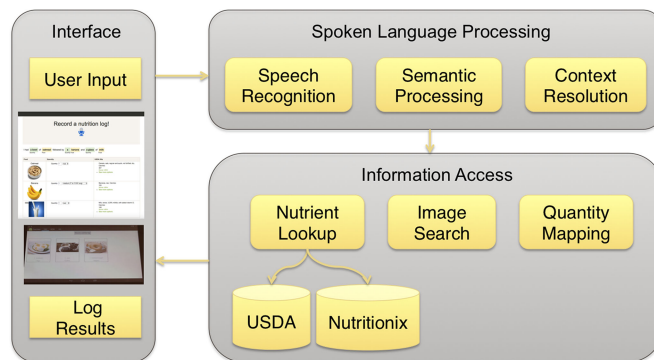 Interface
User Input
Record a nutrition log!
Log
Results
Spoken Language Processing
Speech
Recognition
Semantic
Processing
Context
Resolution
Information Access
Nutrient
Lookup
Image
Search
Quantity
Mapping
USDA
Nutritionix